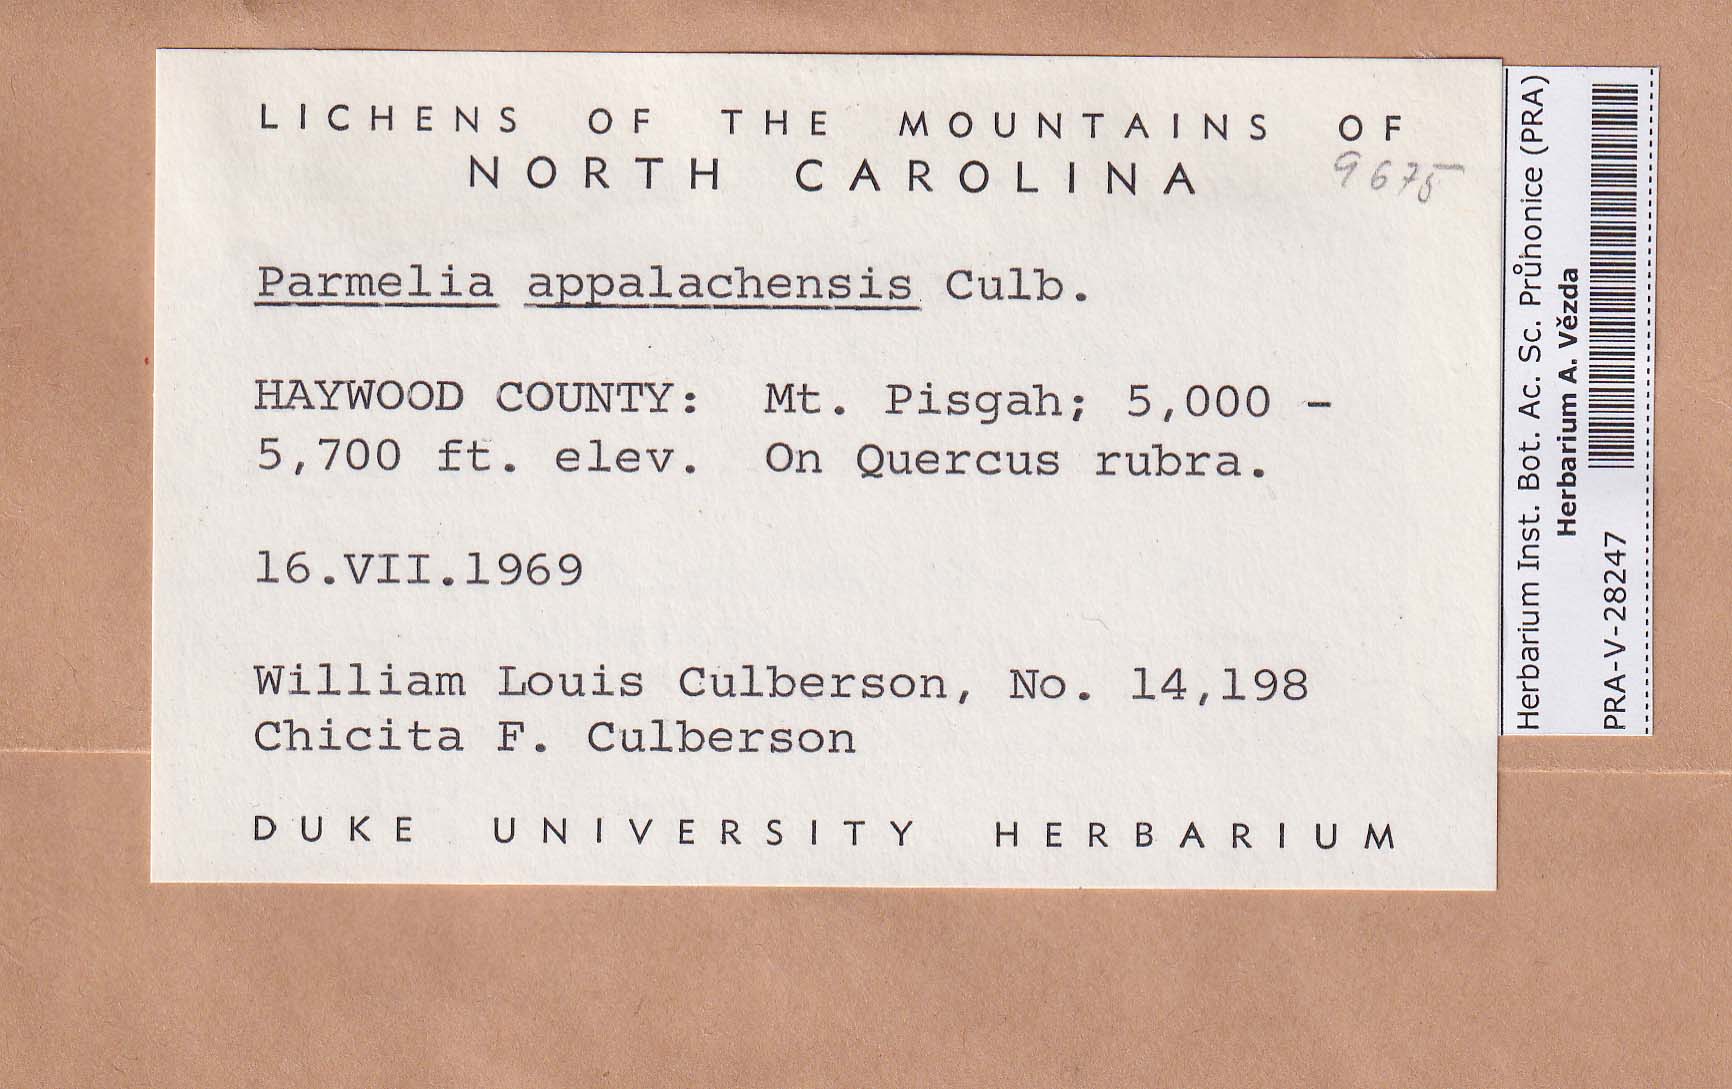 LICHENS OF THE MOUNTAINS OF
NORTH CAROLINA
9675
Parmelia appalachensis Culb.
HAYWOOD COUNTY: Mt. Pisgah; 5,000 -
5,700 ft. elev. On Quercus rubra.
16.VII.1969
William Louis Culberson, No. 14,198
Chicita F. Culberson
DUKE UNIVERSITY HERBARIUM
Herbarium Inst. Bot. Ac. Sc. Průhonice (PRA)
Herbarium A. Vězda
PRA-V-28247